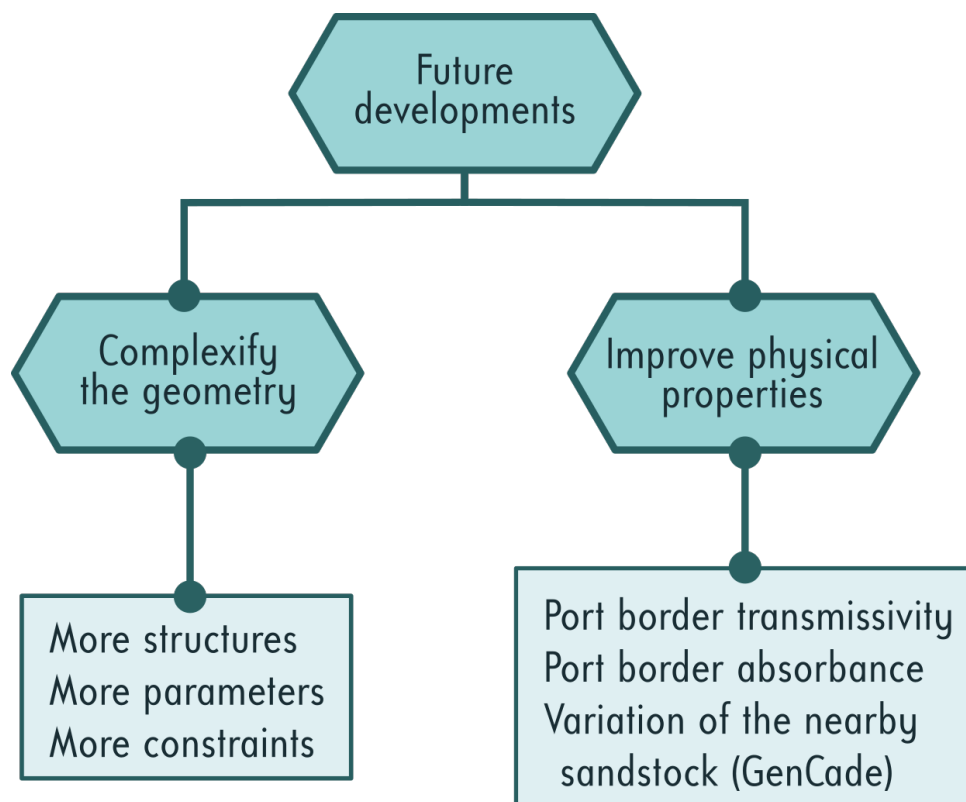 Future
developments
Complexify
the geometry
Improve physical
properties
More structures
More parameters
More constraints
Port border transmissivity
Port border absorbance
Variation of the nearby
sandstock (GenCade)